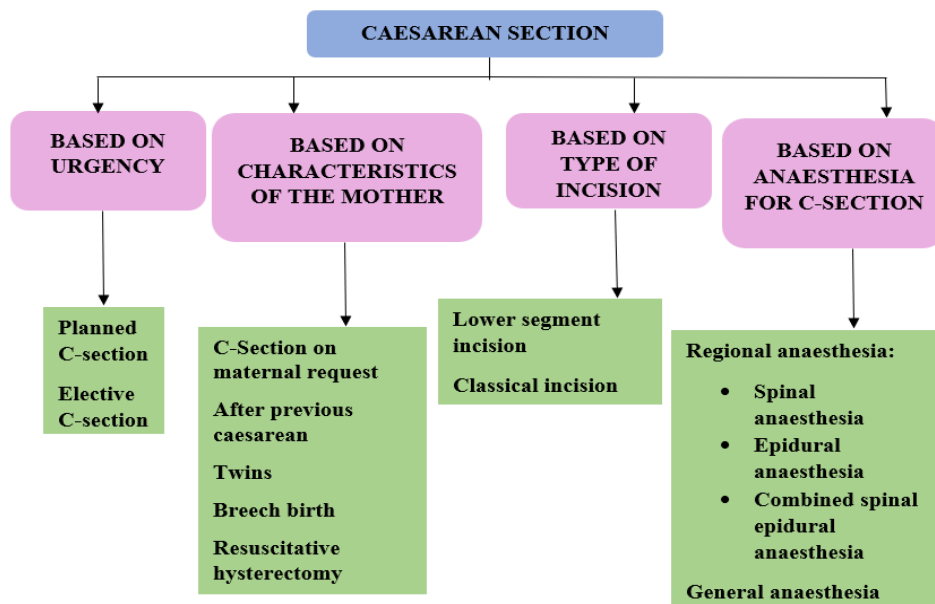 CAESAREAN SECTION
BASED ON
URGENCY
BASED ON
CHARACTERISTICS
OF THE MOTHER
BASED ON
TYPE OF
INCISION
BASED ON
ANAESTHESIA
FOR C-SECTION
Planned
C-section
Elective
C-section
C-Section on
maternal request
After previous
caesarean
Twins
Breech birth
Resuscitative
hysterectomy
Lower segment
incision
Classical incision
Regional anaesthesia:
• Spinal
anaesthesia
• Epidural
anaesthesia
• Combined spinal
epidural
anaesthesia
General anaesthesia